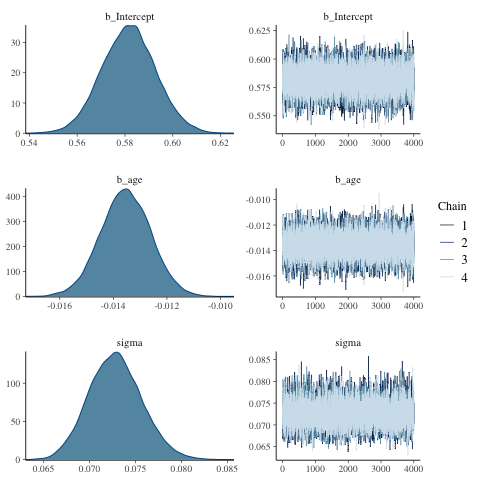 b_Intercept
30
20
10
0
0.54 0.56 0.58 0.60 0.62
b_Intercept
0.625
0.600
0.575
0.550
0 1000 2000 3000 4000
b_age
400
300
200
100
0
-0.016 -0.014 -0.012 -0.010
b_age
-0.010
-0.012
-0.014
-0.016
0 1000 2000 3000 4000
sigma
100
50
0
0.065 0.070 0.075 0.080 0.085
sigma
0.085
0.080
0.075
0.070
0.065
0 1000 2000 3000 4000
Chain
1
2
3
4